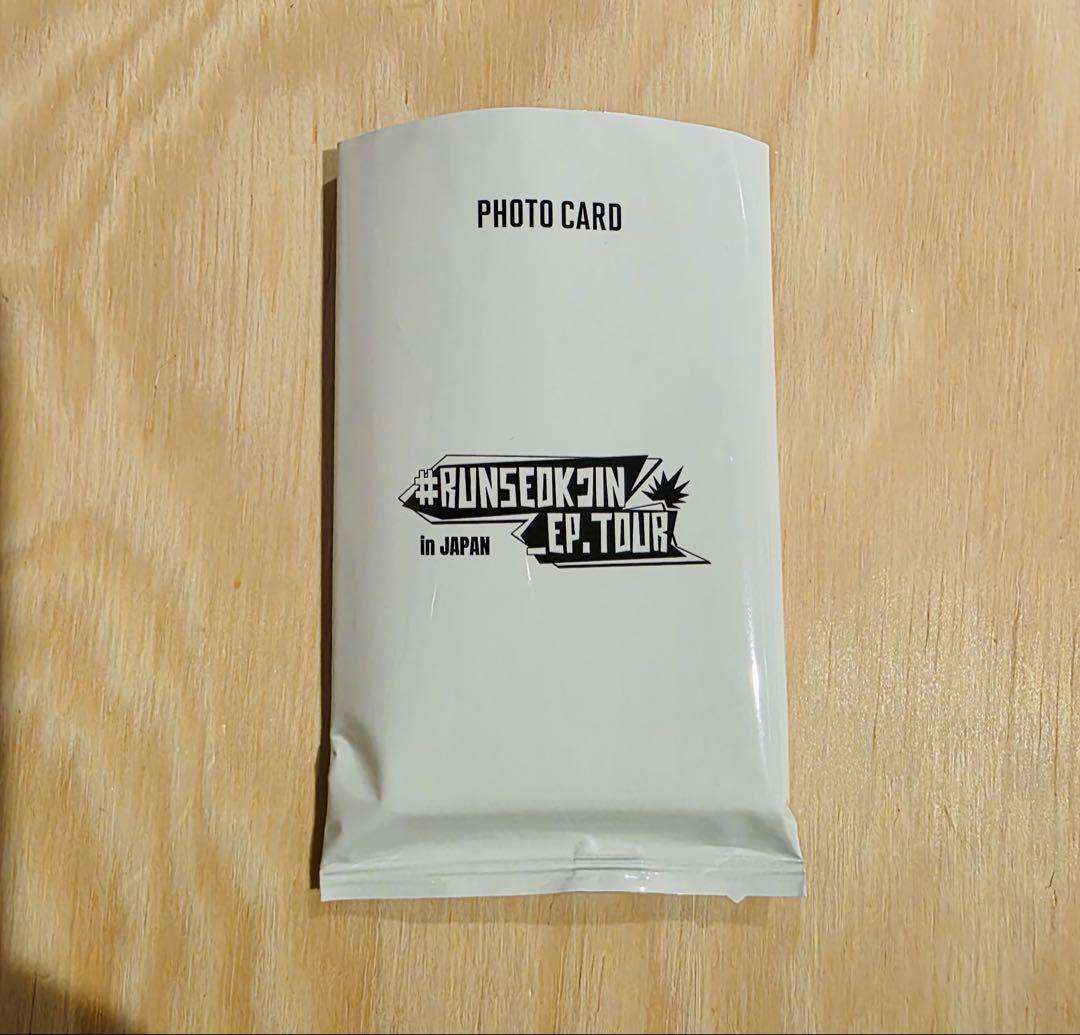 PHOTO CARD
#RUNSEOKJIN
_EP.TOUR
in JAPAN